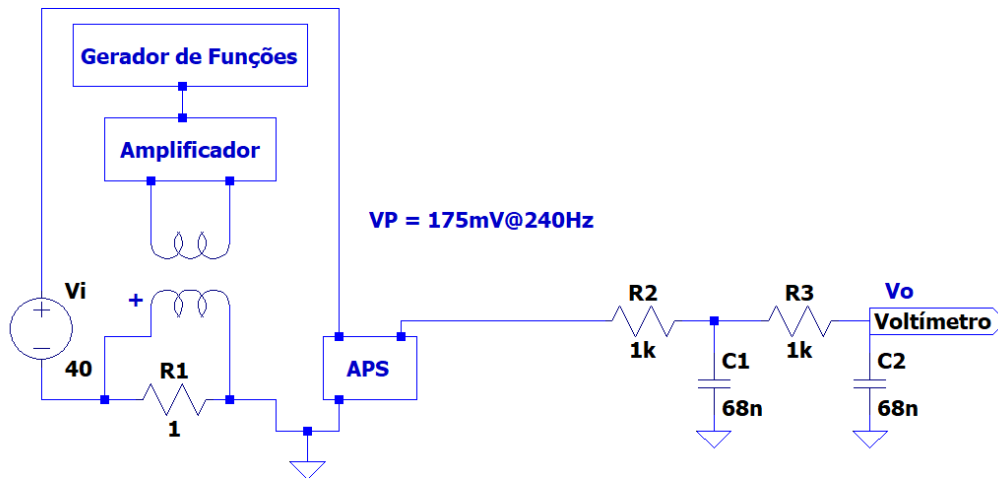 Gerador de Funções
Amplificador
VP = 175mV@240Hz
Vi
+
40
R1
1
APS
R2
1k
R3
1k
Vo
Voltímetro
C1
68n
C2
68n